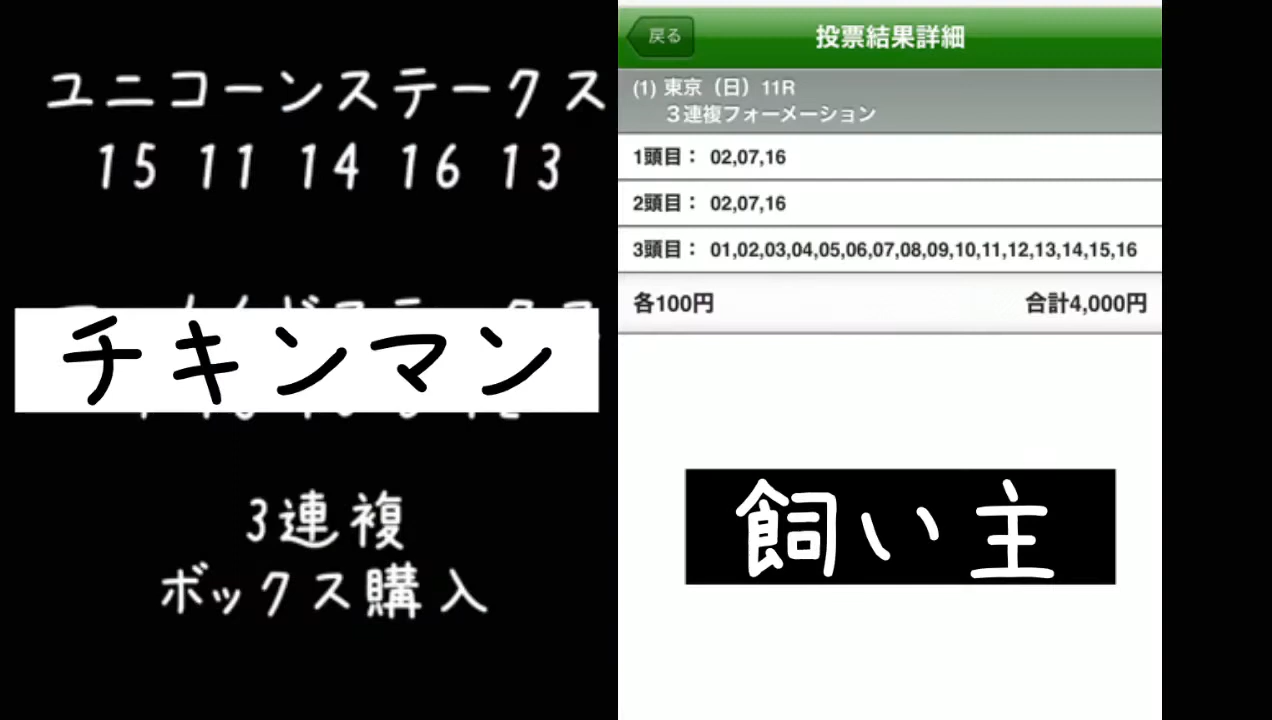 ユニコーンステークス
15 11 14 16 13
チキンマン
3連複
ボックス購入
戻る
投票結果詳細
(1) 東京（日）11R
３連複フォーメーション
1頭目： 02,07,16
2頭目： 02,07,16
3頭目： 01,02,03,04,05,06,07,08,09,10,11,12,13,14,15,16
各100円
合計4,000円
飼い主